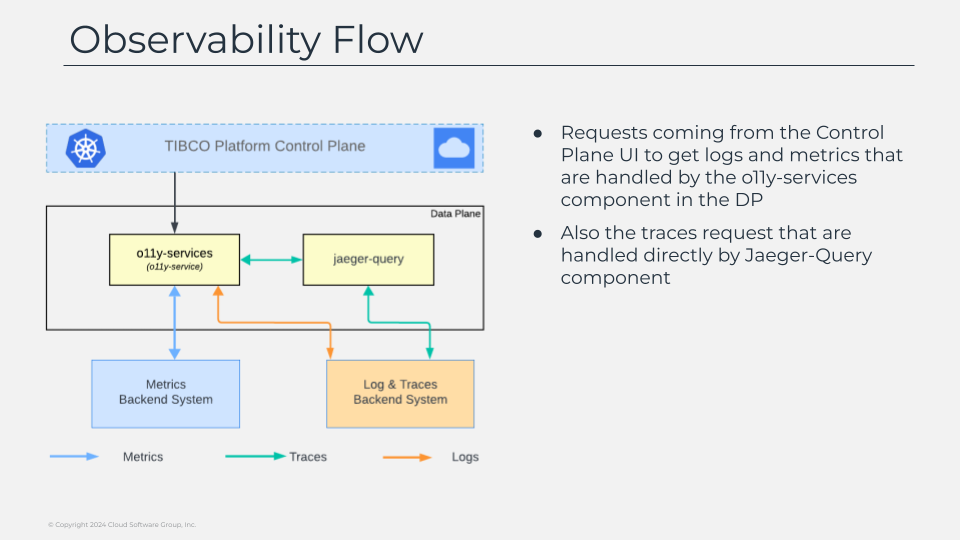 Observability Flow
TIBCO Platform Control Plane
Data Plane
o11y-services
(o11y-service)
jaeger-query
Metrics
Backend System
Log & Traces
Backend System
Metrics
Traces
Logs
● Requests coming from the Control
Plane UI to get logs and metrics that
are handled by the o11y-services
component in the DP
● Also the traces request that are
handled directly by Jaeger-Query
component
© Copyright 2024 Cloud Software Group, Inc.